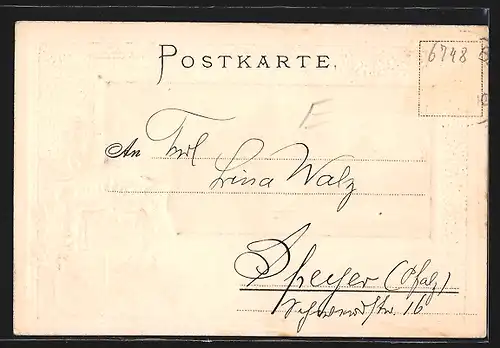 POSTKARTE.
6748
E
An Frl
Lina Walz
Speyer (Pfalz)
16